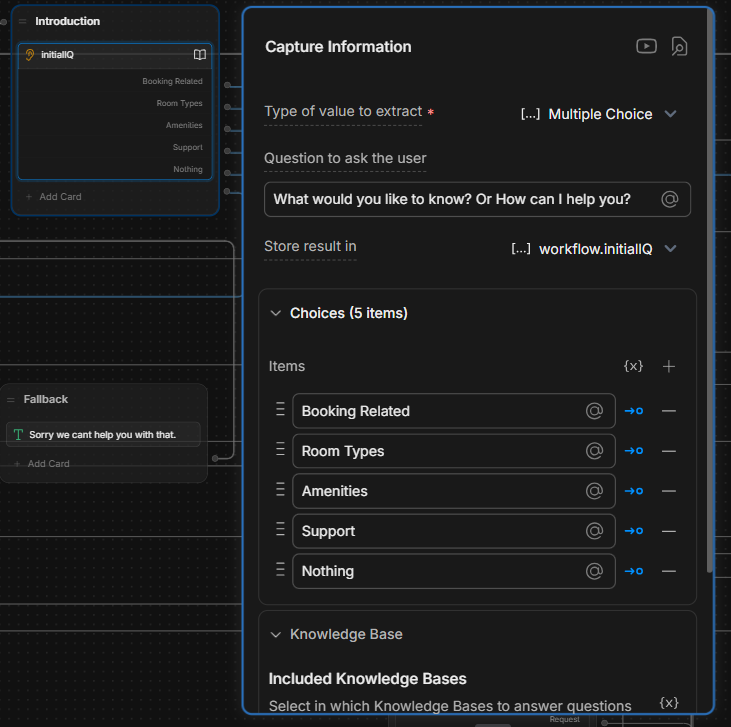 Introduction
initialIQ
Booking Related
Room Types
Amenities
Support
Nothing
+ Add Card
Fallback
Sorry we cant help you with that.
+ Add Card
Capture Information
Type of value to extract *
[...] Multiple Choice
Question to ask the user
What would you like to know? Or How can I help you?
Store result in
[...] workflow.initialIQ
Choices (5 items)
Items
{x} +
Booking Related
Room Types
Amenities
Support
Nothing
Knowledge Base
Included Knowledge Bases
Select in which Knowledge Bases to answer questions
{x}
Request